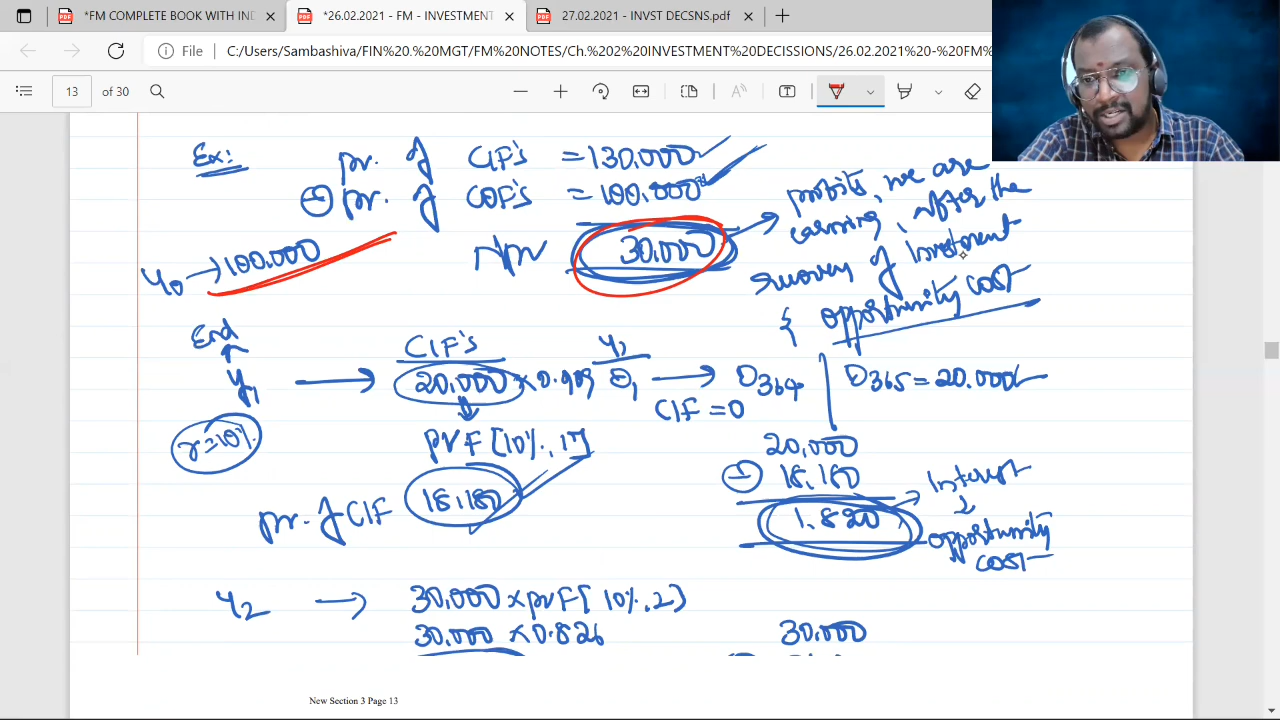 *FM COMPLETE BOOK WITH IND
*26.02.2021 - FM - INVESTMENT
27.02.2021 - INVST DECSNS.pdf
File
C:/Users/Sambashiva/FIN%20.%20MGT/FM%20NOTES/Ch.%202%20INVESTMENT%20DECISSIONS/26.02.2021%20-%20FM%
13 of 30
Ex: pv. of CIF's = 130.000
(-) pv. of COF's = 100.000
NPV 30.000
profits, we are
earning, after the
recovery of investment
& opportunity cost
Y0 → 100.000
End
CIF's
Y1 → 20.000 × 0.909
D364 D365 = 20.000
CIF = 0
r = 10%
PVF [10%, 1Y]
pv. of CIF 18,180
20,000
(-) 18,180
1,820
Interest
opportunity
cost
Y2 → 30.000 × PVF [10%, 2]
30.000 × 0.826
30.000
New Section 3 Page 13